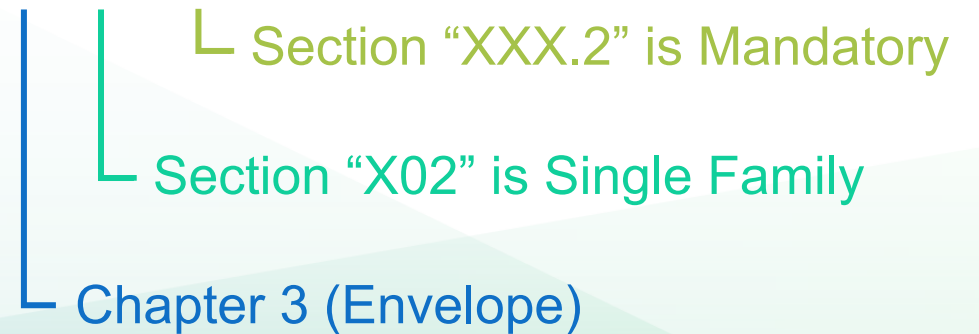 Section “XXX.2” is Mandatory
Section “X02” is Single Family
Chapter 3 (Envelope)